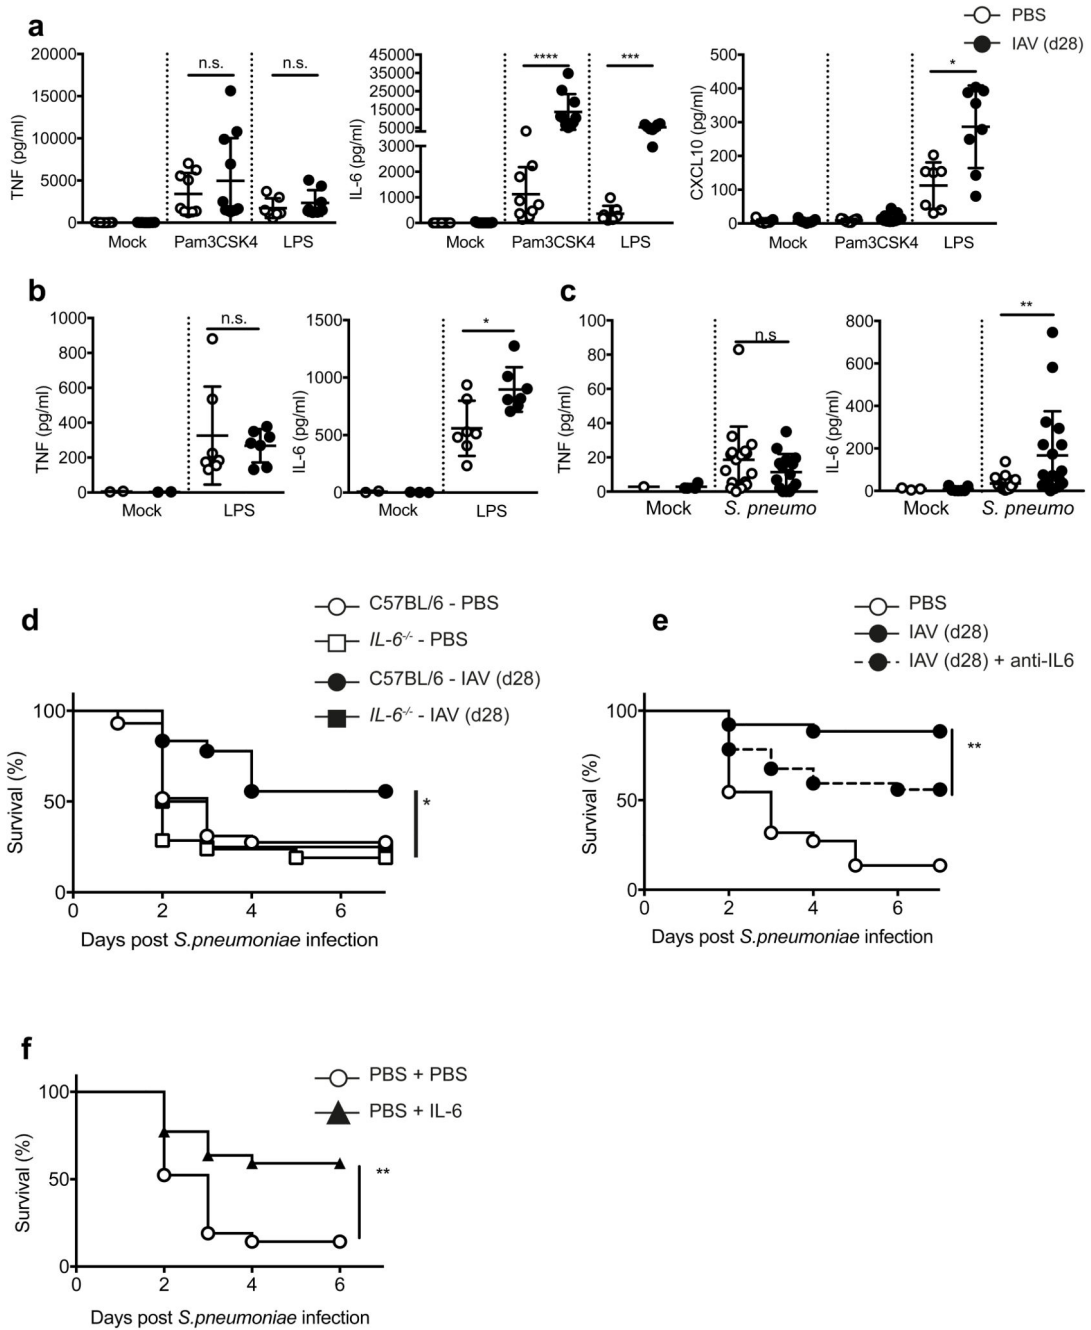 a
PBS
IAV (d28)
20000
15000
10000
5000
0
TNF (pg/ml)
n.s.
n.s.
Mock
Pam3CSK4
LPS
45000
35000
25000
15000
5000
3000
2000
1000
0
IL-6 (pg/ml)
****
***
Mock
Pam3CSK4
LPS
500
400
300
200
100
0
CXCL10 (pg/ml)
*
Mock
Pam3CSK4
LPS
b
1000
800
600
400
200
0
TNF (pg/ml)
n.s.
Mock
LPS
1500
1000
500
0
IL-6 (pg/ml)
*
Mock
LPS
c
100
80
60
40
20
0
TNF (pg/ml)
n.s
Mock
S. pneumo
800
600
400
200
0
IL-6 (pg/ml)
**
Mock
S. pneumo
d
C57BL/6 - PBS
IL-6-/- - PBS
C57BL/6 - IAV (d28)
IL-6-/- - IAV (d28)
100
50
0
Survival (%)
*
0 2 4 6
Days post S.pneumoniae infection
e
PBS
IAV (d28)
IAV (d28) + anti-IL6
100
50
0
Survival (%)
**
0 2 4 6
Days post S.pneumoniae infection
f
PBS + PBS
PBS + IL-6
100
50
0
Survival (%)
**
0 2 4 6
Days post S.pneumoniae infection